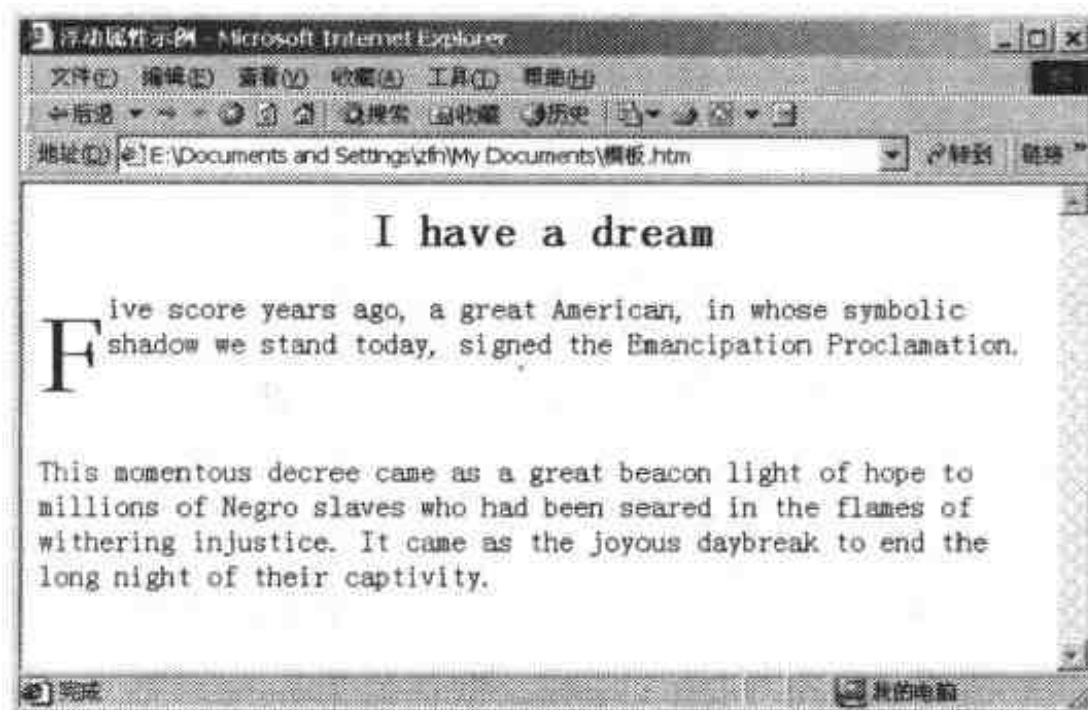 浮动属性示例 - Microsoft Internet Explorer
文件(F) 编辑(E) 查看(V) 收藏(A) 工具(T) 帮助(H)
后退 搜索 收藏 历史
地址(D) E:\Documents and Settings\zfh\My Documents\模板.htm 转到 链接 »
I have a dream
Five score years ago, a great American, in whose symbolic
shadow we stand today, signed the Emancipation Proclamation.
This momentous decree came as a great beacon light of hope to
millions of Negro slaves who had been seared in the flames of
withering injustice. It came as the joyous daybreak to end the
long night of their captivity.
完成 我的电脑